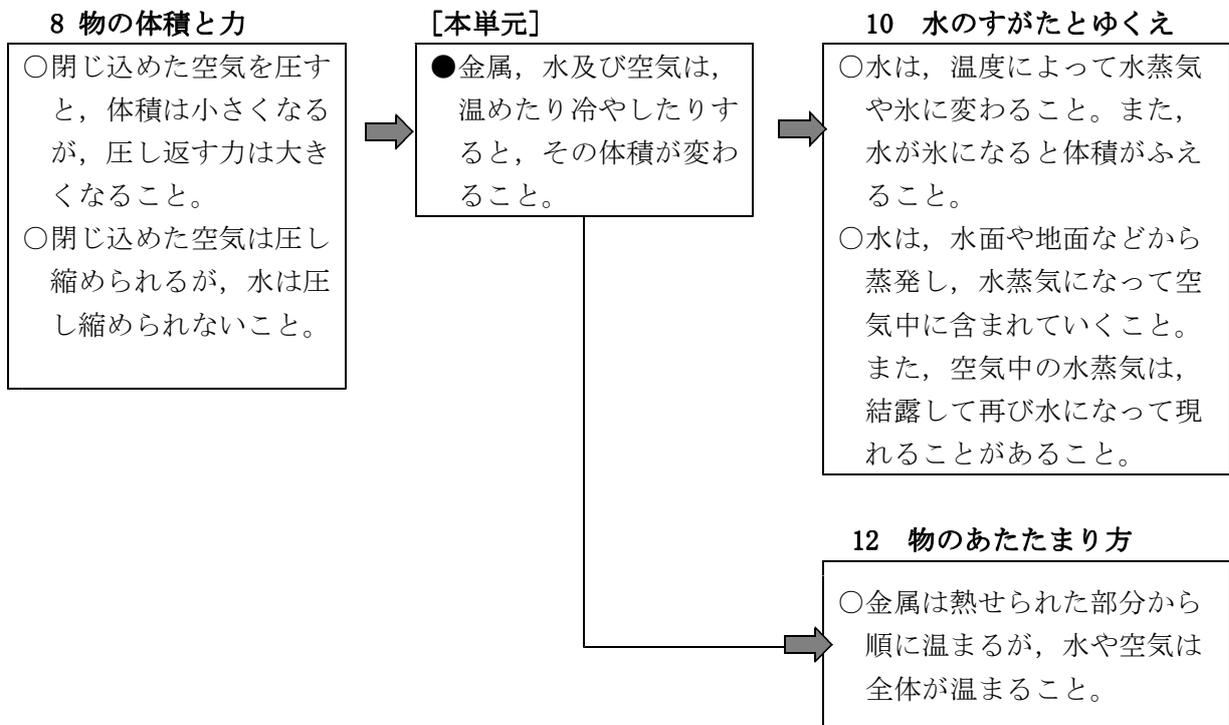 8 物の体積と力
○閉じ込めた空気を圧す
と，体積は小さくなる
が，圧し返す力は大き
くなること。
○閉じ込めた空気は圧し
縮められるが，水は圧
し縮められないこと。
[本単元]
●金属，水及び空気は，
温めたり冷やしたりす
ると，その体積が変わ
ること。
10　水のすがたとゆくえ
○水は，温度によって水蒸気
や氷に変わること。また，
水が氷になると体積がふえ
ること。
○水は，水面や地面などから
蒸発し，水蒸気になって空
気中に含まれていくこと。
また，空気中の水蒸気は，
結露して再び水になって現
れることがあること。
12　物のあたたまり方
○金属は熱せられた部分から
順に温まるが，水や空気は
全体が温まること。